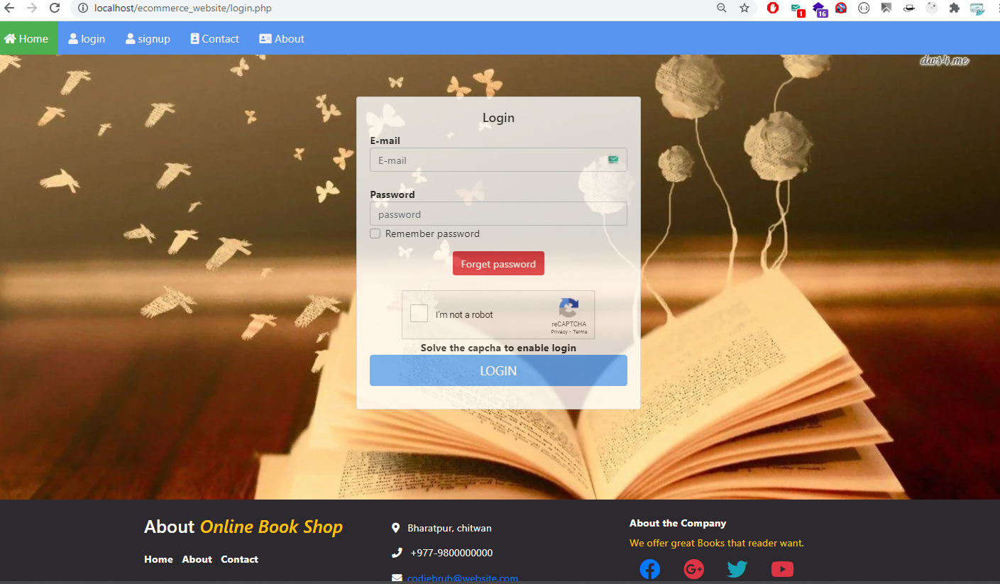 localhost/ecommerce_website/login.php
1
16
Home login signup Contact About
dws4.me
Login
E-mail
E-mail
Password
password
Remember password
Forget password
I'm not a robot
reCAPTCHA
Privacy - Terms
Solve the capcha to enable login
LOGIN
About Online Book Shop
Home About Contact
Bharatpur, chitwan
+977-9800000000
codiebruh@website.com
About the Company
We offer great Books that reader want.